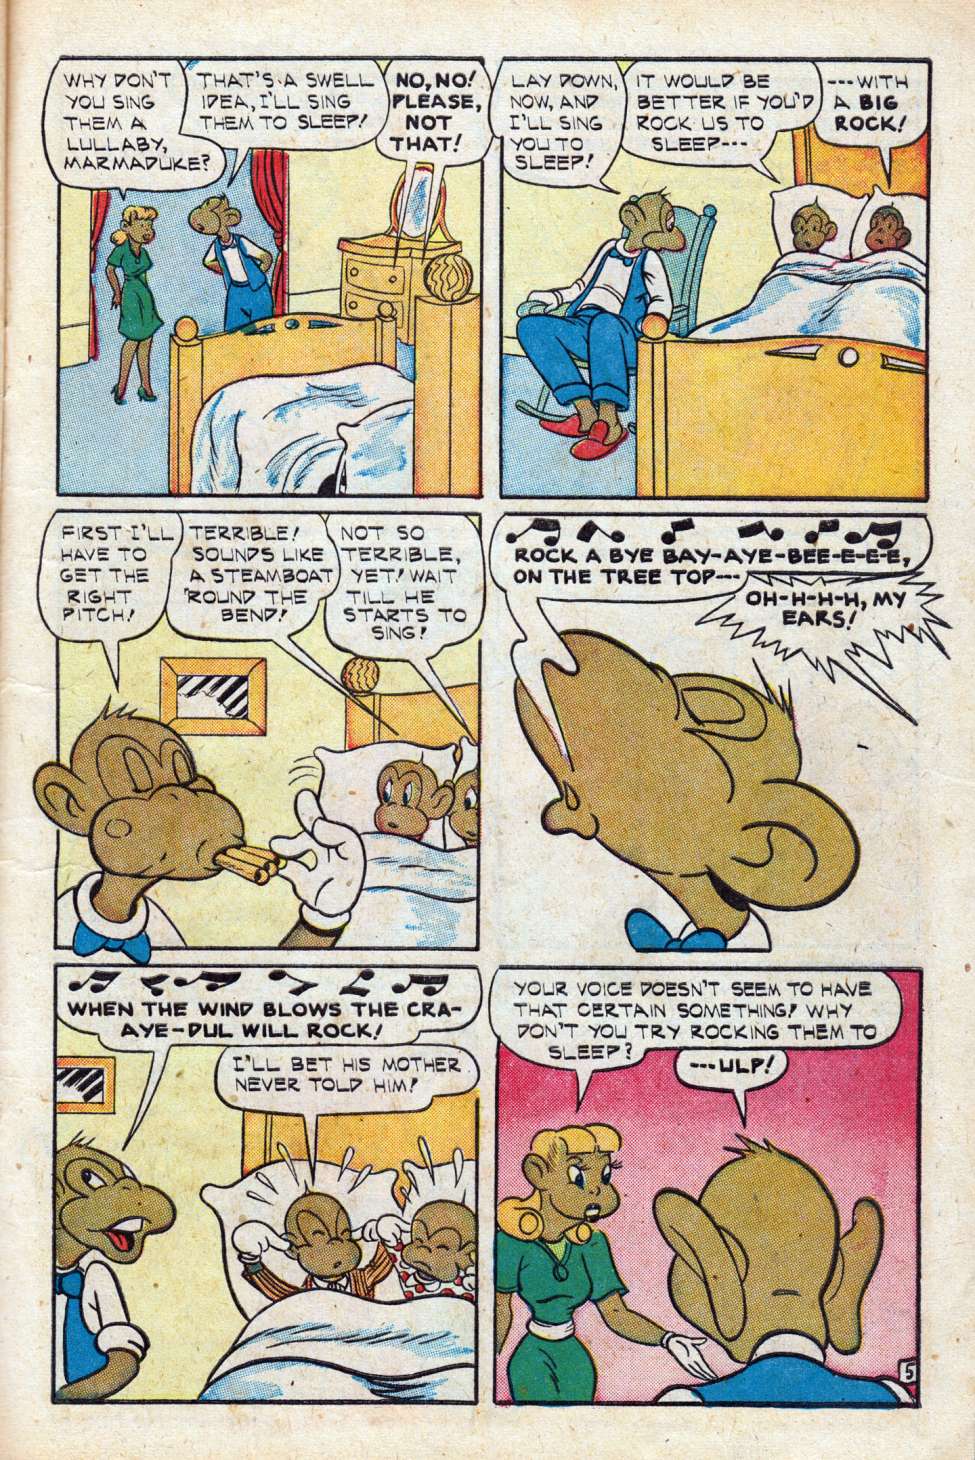 WHY DON'T
YOU SING
THEM A
LULLABY,
MARMADUKE?
THAT'S A SWELL
IDEA, I'LL SING
THEM TO SLEEP!
NO, NO!
PLEASE,
NOT
THAT!
LAY DOWN,
NOW, AND
I'LL SING
YOU TO
SLEEP!
IT WOULD BE
BETTER IF YOU'D
ROCK US TO
SLEEP---
---WITH
A BIG
ROCK!
FIRST I'LL
HAVE TO
GET THE
RIGHT
PITCH!
TERRIBLE!
SOUNDS LIKE
A STEAMBOAT
'ROUND THE
BEND!
NOT SO
TERRIBLE,
YET! WAIT
TILL HE
STARTS TO
SING!
ROCK A BYE BAY-AYE-BEE-E-E-E,
ON THE TREE TOP---
OH-H-H-H, MY
EARS!
WHEN THE WIND BLOWS THE CRA-
AYE-DUL WILL ROCK!
I'LL BET HIS MOTHER
NEVER TOLD HIM!
YOUR VOICE DOESN'T SEEM TO HAVE
THAT CERTAIN SOMETHING! WHY
DON'T YOU TRY ROCKING THEM TO
SLEEP?
---ULP!
5